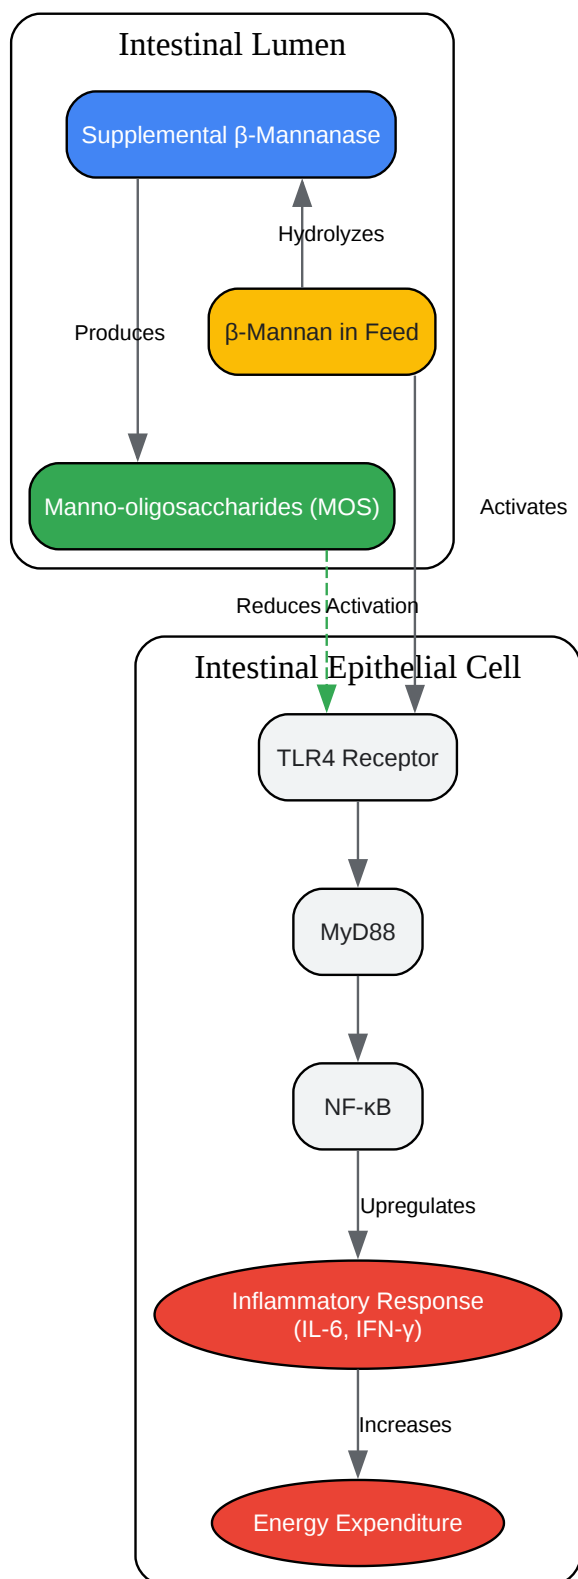 Intestinal Lumen
Supplemental β-Mannanase
Hydrolyzes
β-Mannan in Feed
Produces
Manno-oligosaccharides (MOS)
Activates
Reduces Activation
Intestinal Epithelial Cell
TLR4 Receptor
MyD88
NF-κB
Upregulates
Inflammatory Response
(IL-6, IFN-γ)
Increases
Energy Expenditure